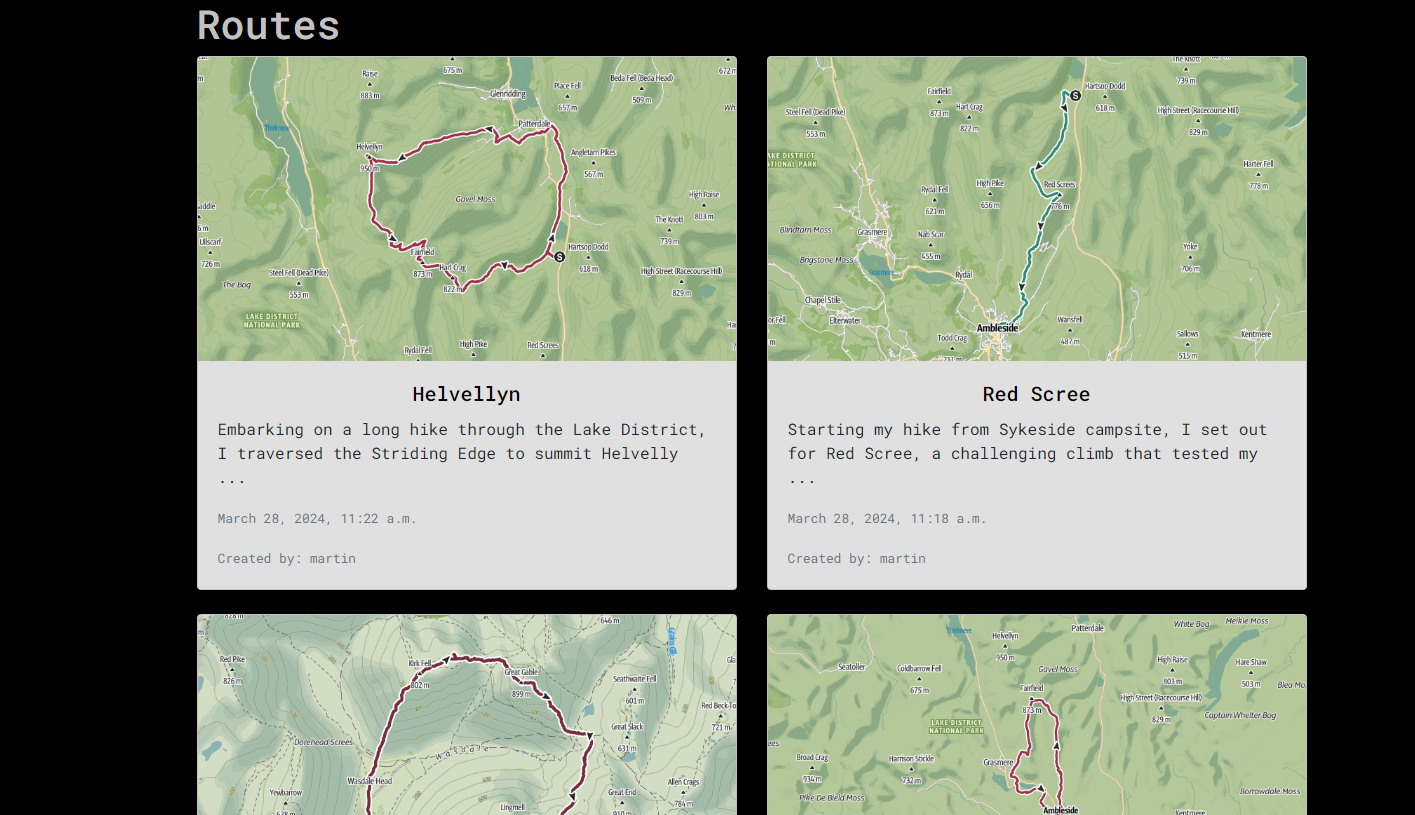 Routes
Raise
883 m
675 m
Glenridding
Place Fell
657 m
Beda Fell (Beda Head)
509 m
672 m
Thirlmere
Patterdale
Helvellyn
950 m
Angletarn Pikes
567 m
Gavel Moss
High Raise
803 m
The Knott
739 m
Ullscarf
726 m
Fairfield
873 m
Hart Crag
822 m
S
Hartsop Dodd
618 m
Steel Fell (Dead Pike)
553 m
High Street (Racecourse Hill)
829 m
The Bog
LAKE DISTRICT
NATIONAL PARK
Rydal Fell
High Pike
Red Screes
Helvellyn
Embarking on a long hike through the Lake District,
I traversed the Striding Edge to summit Helvelly
...
March 28, 2024, 11:22 a.m.
Created by: martin
The Knott
739 m
S
Hartsop Dodd
618 m
Fairfield
873 m
Hart Crag
822 m
Steel Fell (Dead Pike)
553 m
High Street (Racecourse Hill)
829 m
LAKE DISTRICT
NATIONAL PARK
Harter Fell
778 m
Rydal Fell
621 m
High Pike
656 m
Red Screes
776 m
Blindtarn Moss
Grasmere
Nab Scar
455 m
Yoke
706 m
Brigstone Moss
Grasmere
Rydal
Chapel Stile
Elterwater
Ambleside
Wansfell
487 m
Todd Crag
Sallows
515 m
Kentmere
Red Scree
Starting my hike from Sykeside campsite, I set out
for Red Scree, a challenging climb that tested my
...
March 28, 2024, 11:18 a.m.
Created by: martin
828 m
646 m
Red Pike
826 m
Kirk Fell
802 m
Great Gable
899 m
Seathwaite Fell
601 m
Red Beck To
721 m
Great Slack
631 m
Dorehead Screes
Wasdale
Wasdale Head
Yewbarrow
628 m
Lingmell
Great End
910 m
Allen Crags
784 m
Thirlmere
Helvellyn
950 m
Patterdale
White Bog
Meikle Moss
Seatoller
Coldbarrow Fell
675 m
Gavel Moss
High Raise
803 m
Hare Shaw
503 m
Fairfield
873 m
High Street (Racecourse Hill)
829 m
Captain Whelter Bog
LAKE DISTRICT
NATIONAL PARK
Broad Crag
934 m
Harrison Stickle
732 m
Grasmere
Pike De Bield Moss
Borrowdale Moss
Ambleside
Kentmere